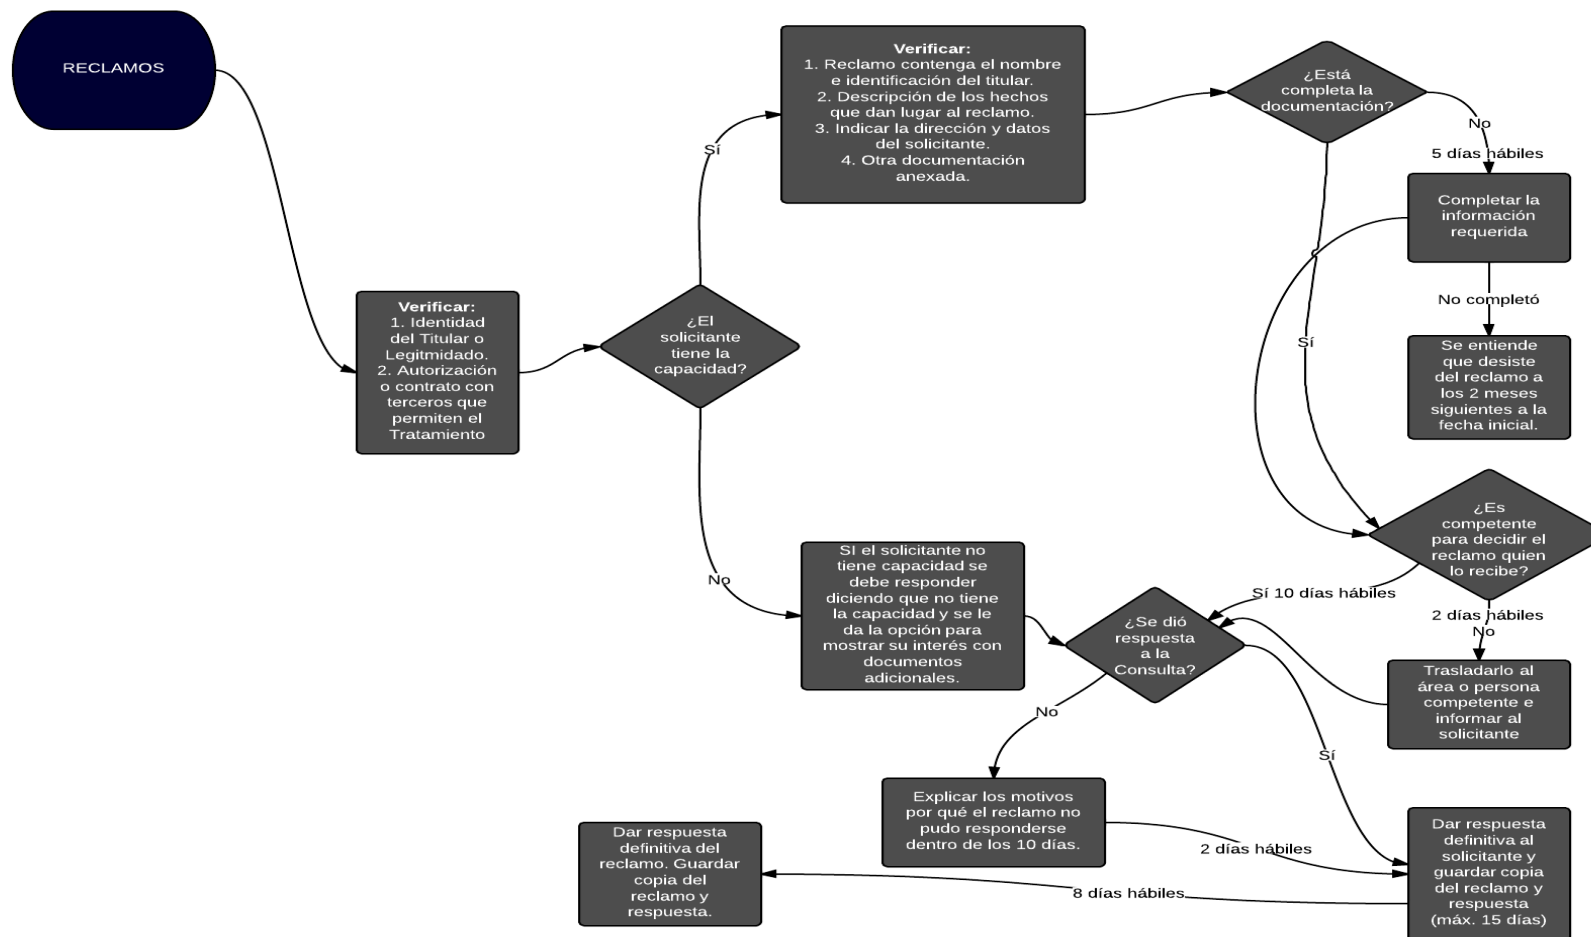 RECLAMOS
Verificar:
1. Identidad
del Titular o
Legitmidado.
2. Autorización
o contrato con
terceros que
permiten el
Tratamiento
¿El
solicitante
tiene la
capacidad?
Sí
Verificar:
1. Reclamo contenga el nombre
e identificación del titular.
2. Descripción de los hechos
que dan lugar al reclamo.
3. Indicar la dirección y datos
del solicitante.
4. Otra documentación
anexada.
¿Está
completa la
documentación?
No
5 días hábiles
Completar la
información
requerida
No completó
Se entiende
que desiste
del reclamo a
los 2 meses
siguientes a la
fecha inicial.
Sí
¿Es
competente
para decidir el
reclamo quien
lo recibe?
Sí 10 días hábiles
2 días hábiles
No
Trasladarlo al
área o persona
competente e
informar al
solicitante
No
SI el solicitante no
tiene capacidad se
debe responder
diciendo que no tiene
la capacidad y se le
da la opción para
mostrar su interés con
documentos
adicionales.
¿Se dió
respuesta
a la
Consulta?
No
Sí
Explicar los motivos
por qué el reclamo no
pudo responderse
dentro de los 10 días.
2 días hábiles
Dar respuesta
definitiva al
solicitante y
guardar copia
del reclamo y
respuesta
(máx. 15 días)
8 días hábiles
Dar respuesta
definitiva del
reclamo. Guardar
copia del
reclamo y
respuesta.